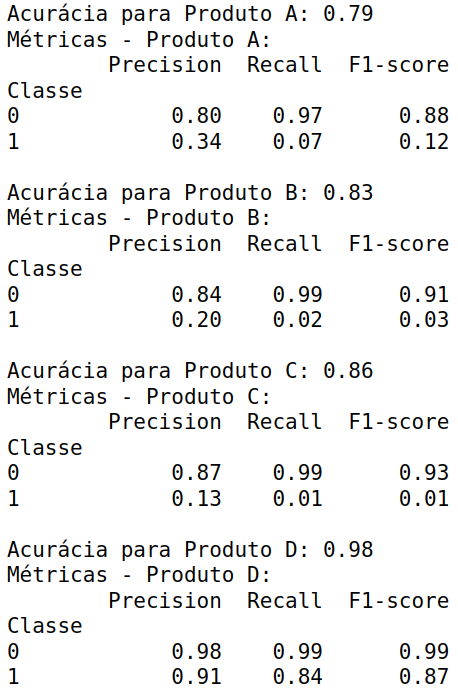 Acurácia para Produto A: 0.79
Métricas - Produto A:
        Precision  Recall  F1-score
Classe
0            0.80    0.97      0.88
1            0.34    0.07      0.12

Acurácia para Produto B: 0.83
Métricas - Produto B:
        Precision  Recall  F1-score
Classe
0            0.84    0.99      0.91
1            0.20    0.02      0.03

Acurácia para Produto C: 0.86
Métricas - Produto C:
        Precision  Recall  F1-score
Classe
0            0.87    0.99      0.93
1            0.13    0.01      0.01

Acurácia para Produto D: 0.98
Métricas - Produto D:
        Precision  Recall  F1-score
Classe
0            0.98    0.99      0.99
1            0.91    0.84      0.87